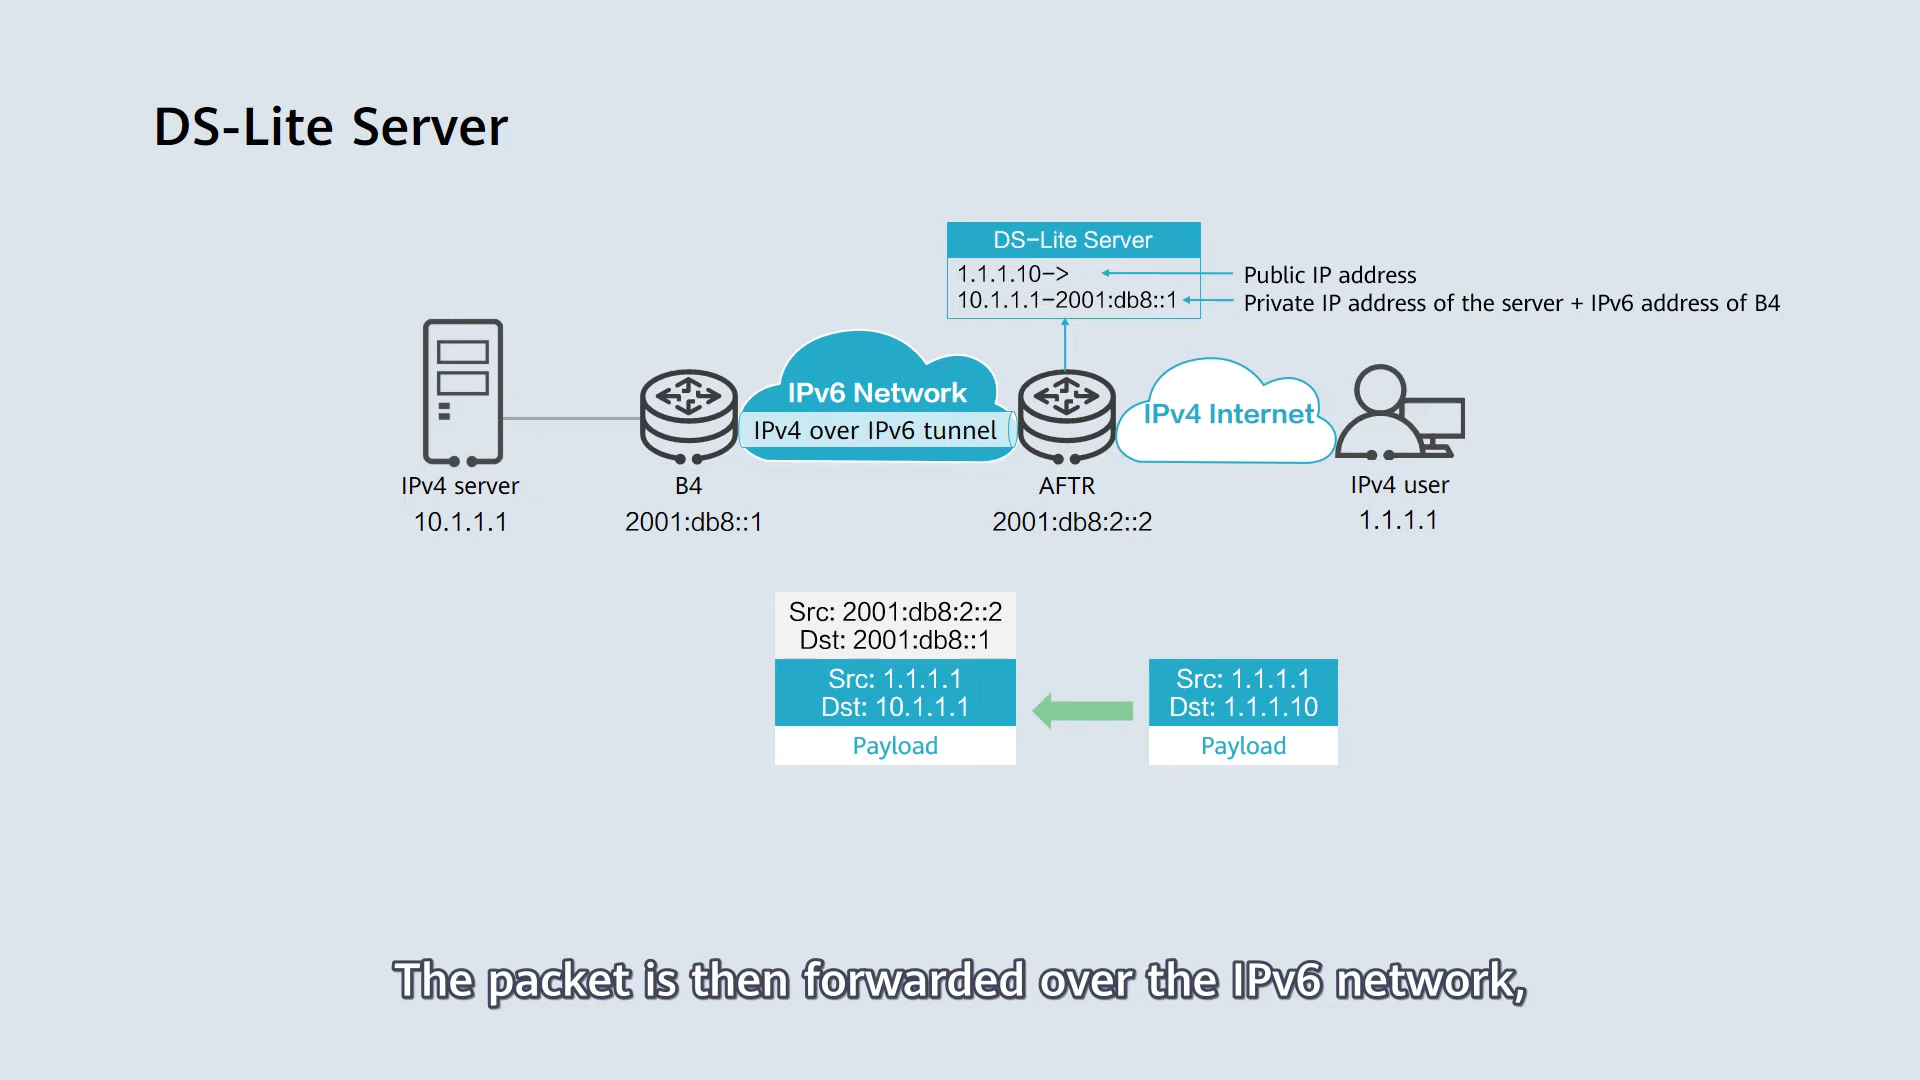 DS-Lite Server
DS-Lite Server
1.1.1.10->
10.1.1.1-2001:db8::1
Public IP address
Private IP address of the server + IPv6 address of B4
IPv6 Network
IPv4 over IPv6 tunnel
IPv4 Internet
IPv4 server
10.1.1.1
B4
2001:db8::1
AFTR
2001:db8:2::2
IPv4 user
1.1.1.1
Src: 2001:db8:2::2
Dst: 2001:db8::1
Src: 1.1.1.1
Dst: 10.1.1.1
Payload
Src: 1.1.1.1
Dst: 1.1.1.10
Payload
The packet is then forwarded over the IPv6 network,